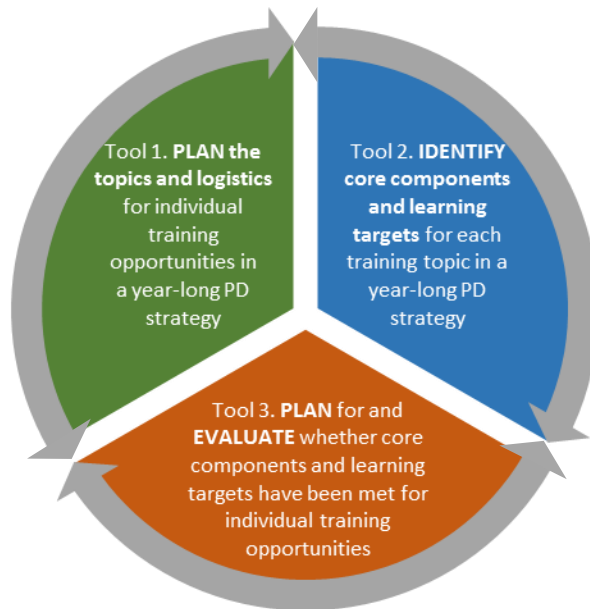 Tool 1. PLAN the
topics and logistics
for individual
training
opportunities in
a year-long PD
strategy
Tool 2. IDENTIFY
core components
and learning
targets for each
training topic in a
year-long PD
strategy
Tool 3. PLAN for and
EVALUATE whether core
components and learning
targets have been met for
individual training
opportunities